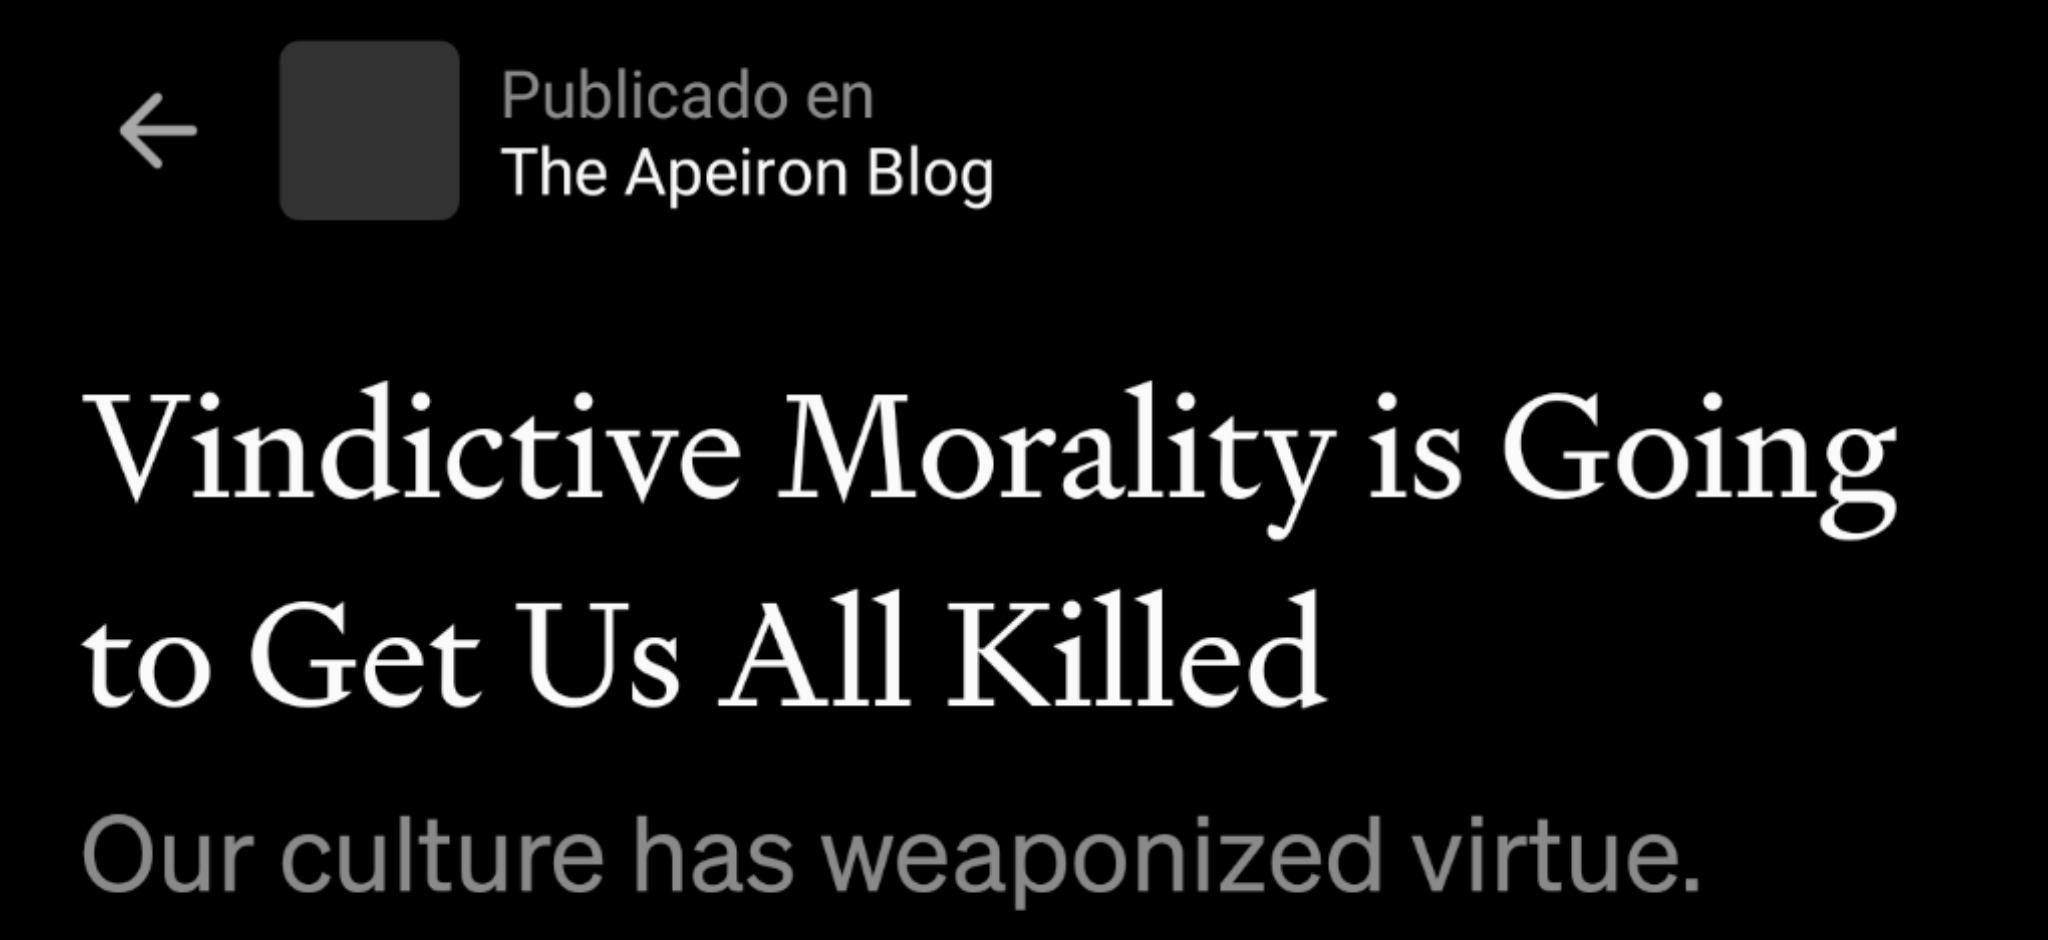 Publicado en
The Apeiron Blog
Vindictive Morality is Going
to Get Us All Killed
Our culture has weaponized virtue.